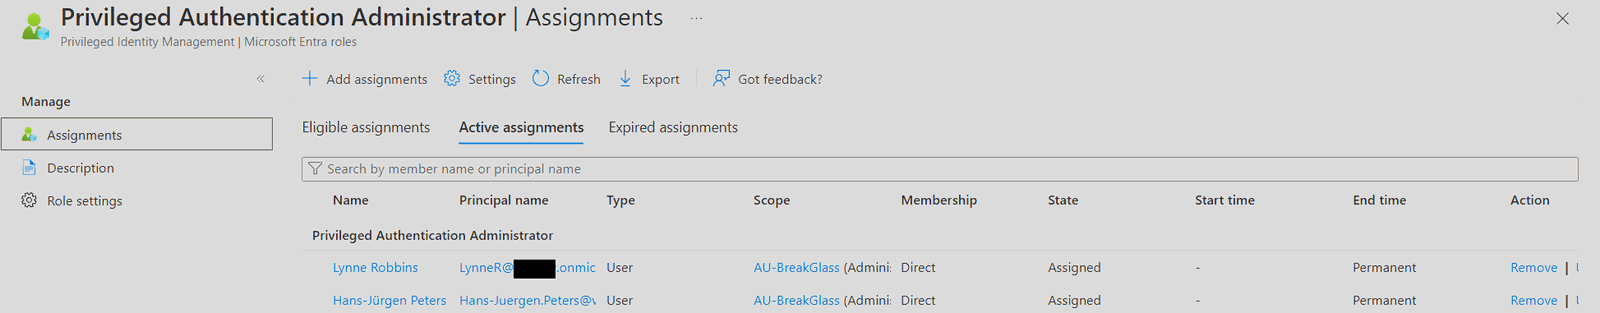 Privileged Authentication Administrator | Assignments ...
Privileged Identity Management | Microsoft Entra roles
«
Add assignments Settings Refresh Export Got feedback?
Manage
Assignments
Description
Role settings
Eligible assignments Active assignments Expired assignments
Search by member name or principal name
Name Principal name Type Scope Membership State Start time End time Action
Privileged Authentication Administrator
Lynne Robbins LynneR@ .onmic User AU-BreakGlass (Adminis Direct Assigned - Permanent Remove |
Hans-Jürgen Peters Hans-Juergen.Peters@v User AU-BreakGlass (Adminis Direct Assigned - Permanent Remove |